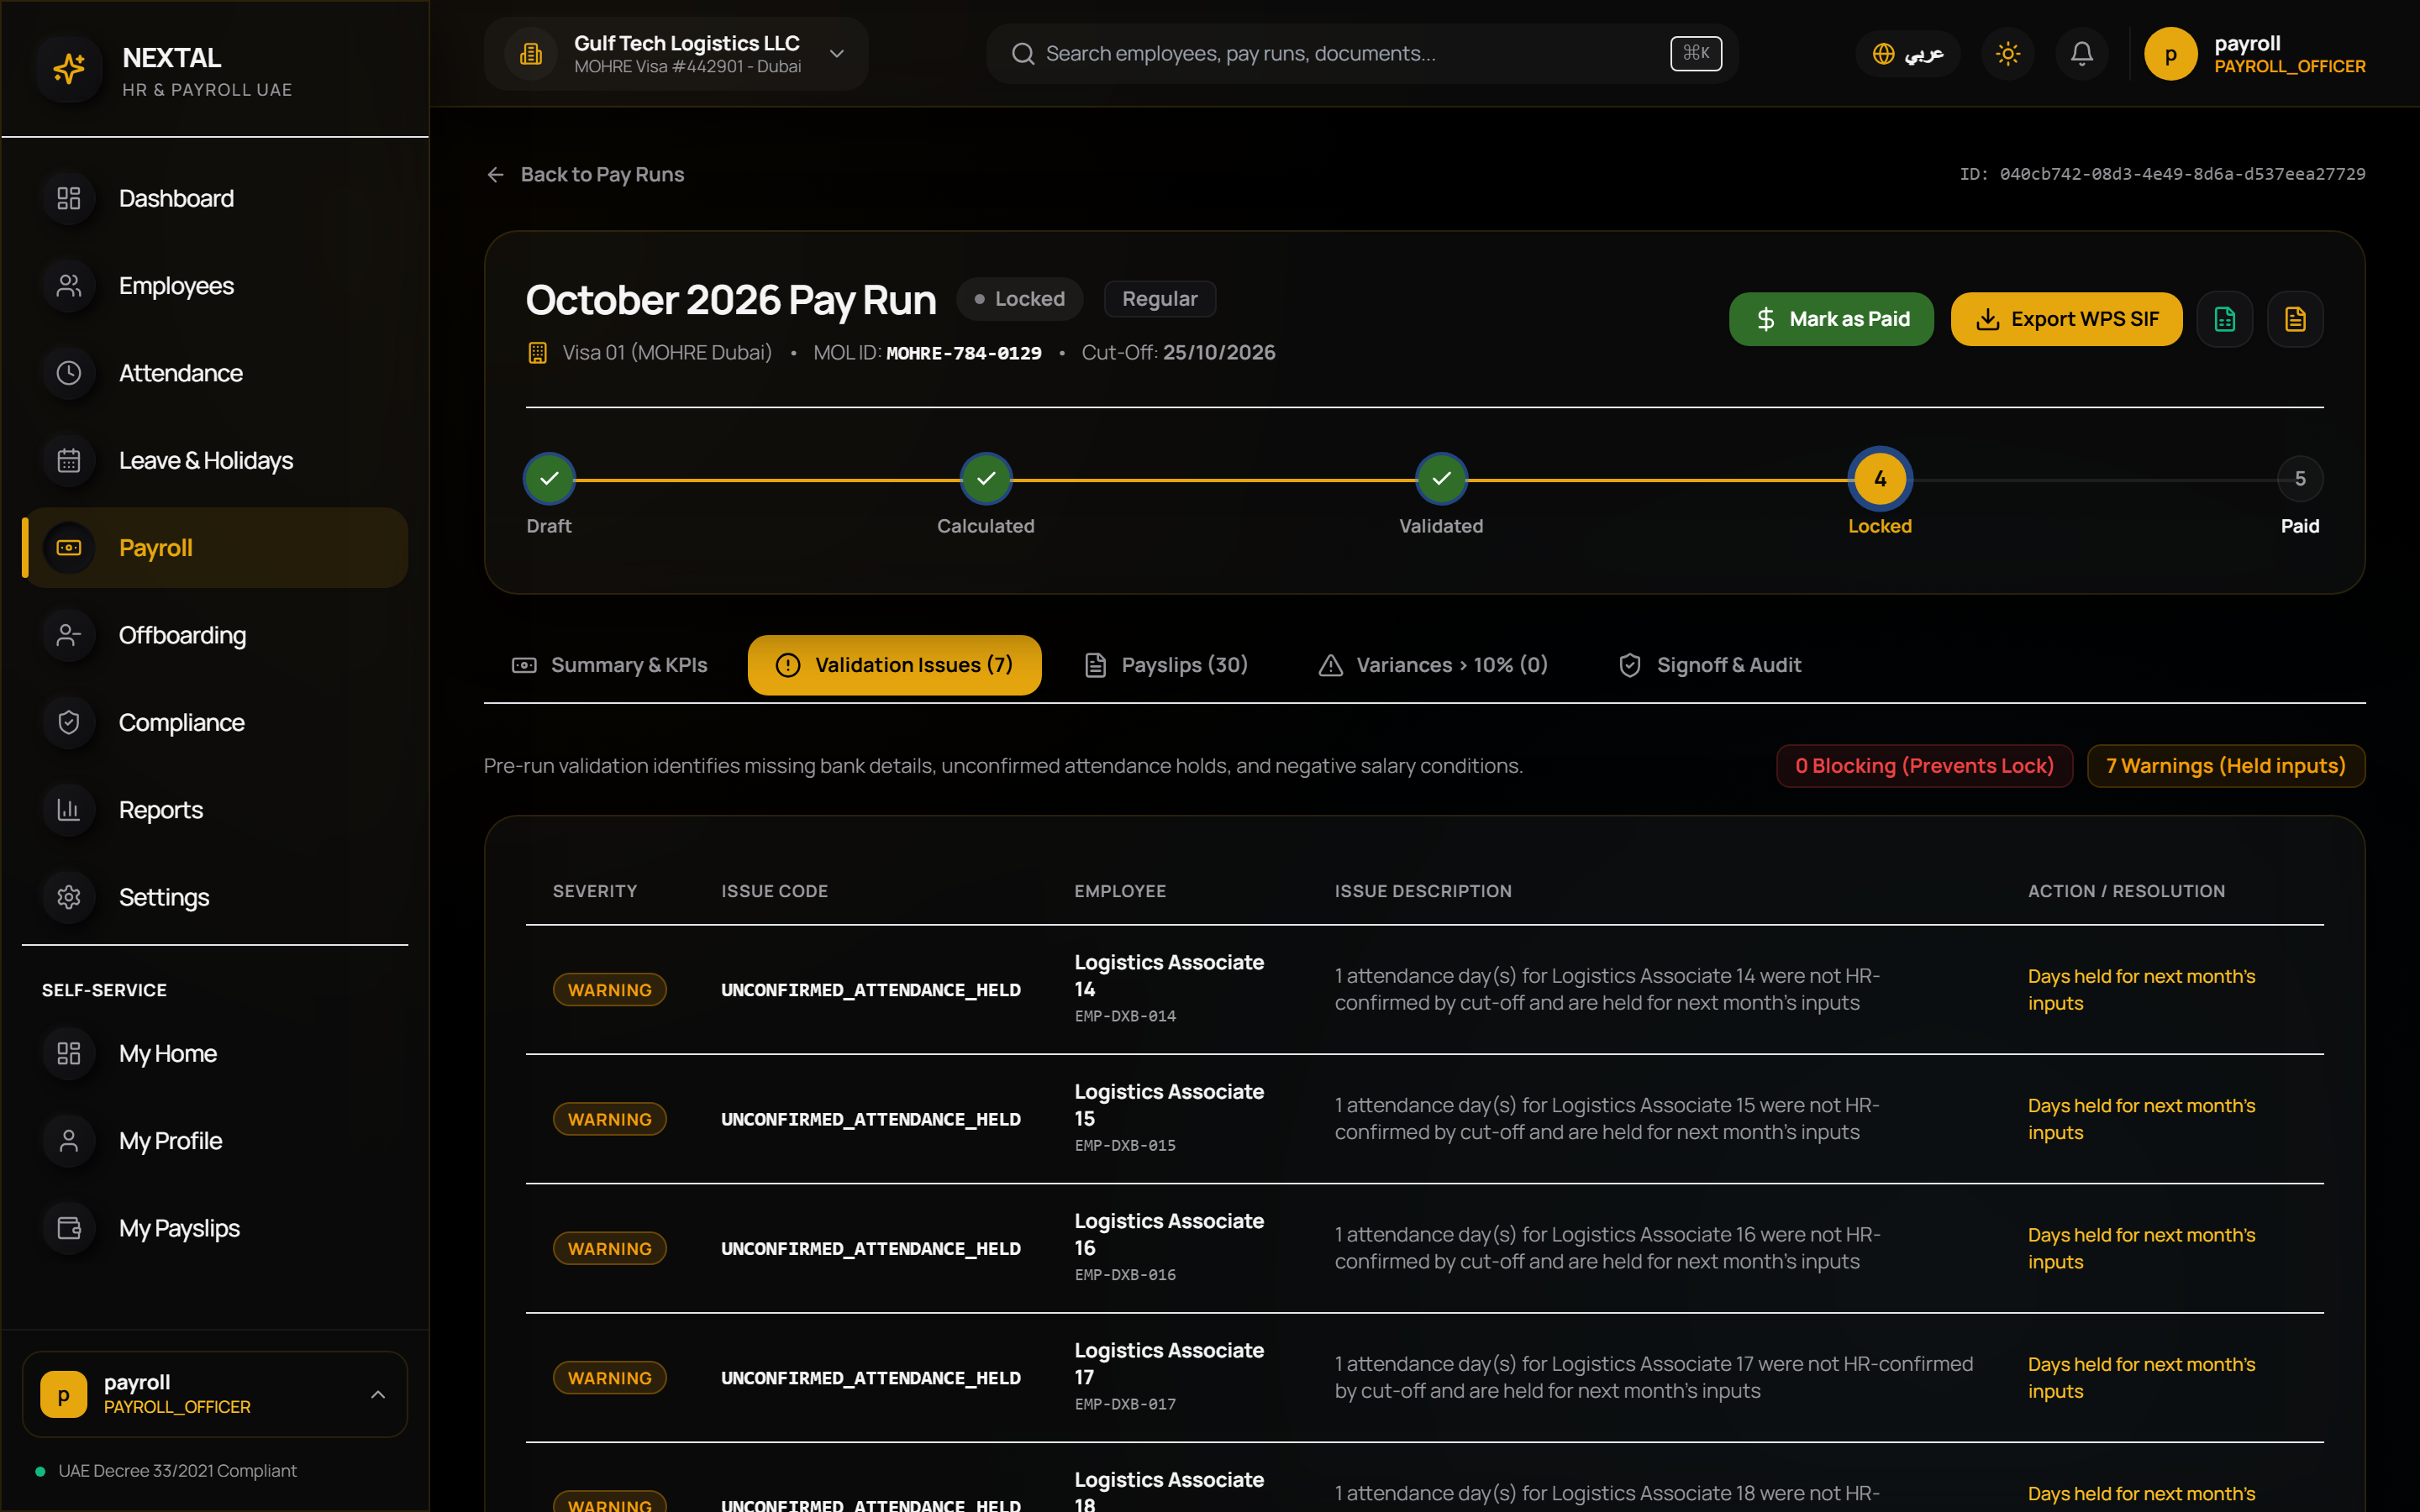 NEXTAL
HR & PAYROLL UAE
Dashboard
Employees
Attendance
Leave & Holidays
Payroll
Offboarding
Compliance
Reports
Settings
SELF-SERVICE
My Home
My Profile
My Payslips
p
payroll
PAYROLL_OFFICER
UAE Decree 33/2021 Compliant
Gulf Tech Logistics LLC
MOHRE Visa #442901 - Dubai
Search employees, pay runs, documents...
⌘K
عربي
p
payroll
PAYROLL_OFFICER
Back to Pay Runs
ID: 040cb742-08d3-4e49-8d6a-d537eea27729
October 2026 Pay Run
Locked
Regular
Visa 01 (MOHRE Dubai) • MOL ID: MOHRE-784-0129 • Cut-Off: 25/10/2026
Mark as Paid
Export WPS SIF
4
5
Draft
Calculated
Validated
Locked
Paid
Summary & KPIs
Validation Issues (7)
Payslips (30)
Variances > 10% (0)
Signoff & Audit
Pre-run validation identifies missing bank details, unconfirmed attendance holds, and negative salary conditions.
0 Blocking (Prevents Lock)
7 Warnings (Held inputs)
SEVERITY
ISSUE CODE
EMPLOYEE
ISSUE DESCRIPTION
ACTION / RESOLUTION
WARNING
UNCONFIRMED_ATTENDANCE_HELD
Logistics Associate
14
EMP-DXB-014
1 attendance day(s) for Logistics Associate 14 were not HR-
confirmed by cut-off and are held for next month's inputs
Days held for next month's
inputs
WARNING
UNCONFIRMED_ATTENDANCE_HELD
Logistics Associate
15
EMP-DXB-015
1 attendance day(s) for Logistics Associate 15 were not HR-
confirmed by cut-off and are held for next month's inputs
Days held for next month's
inputs
WARNING
UNCONFIRMED_ATTENDANCE_HELD
Logistics Associate
16
EMP-DXB-016
1 attendance day(s) for Logistics Associate 16 were not HR-
confirmed by cut-off and are held for next month's inputs
Days held for next month's
inputs
WARNING
UNCONFIRMED_ATTENDANCE_HELD
Logistics Associate
17
EMP-DXB-017
1 attendance day(s) for Logistics Associate 17 were not HR-confirmed
by cut-off and are held for next month's inputs
Days held for next month's
inputs
WARNING
UNCONFIRMED_ATTENDANCE_HELD
Logistics Associate
18
1 attendance day(s) for Logistics Associate 18 were not HR-
Days held for next month's